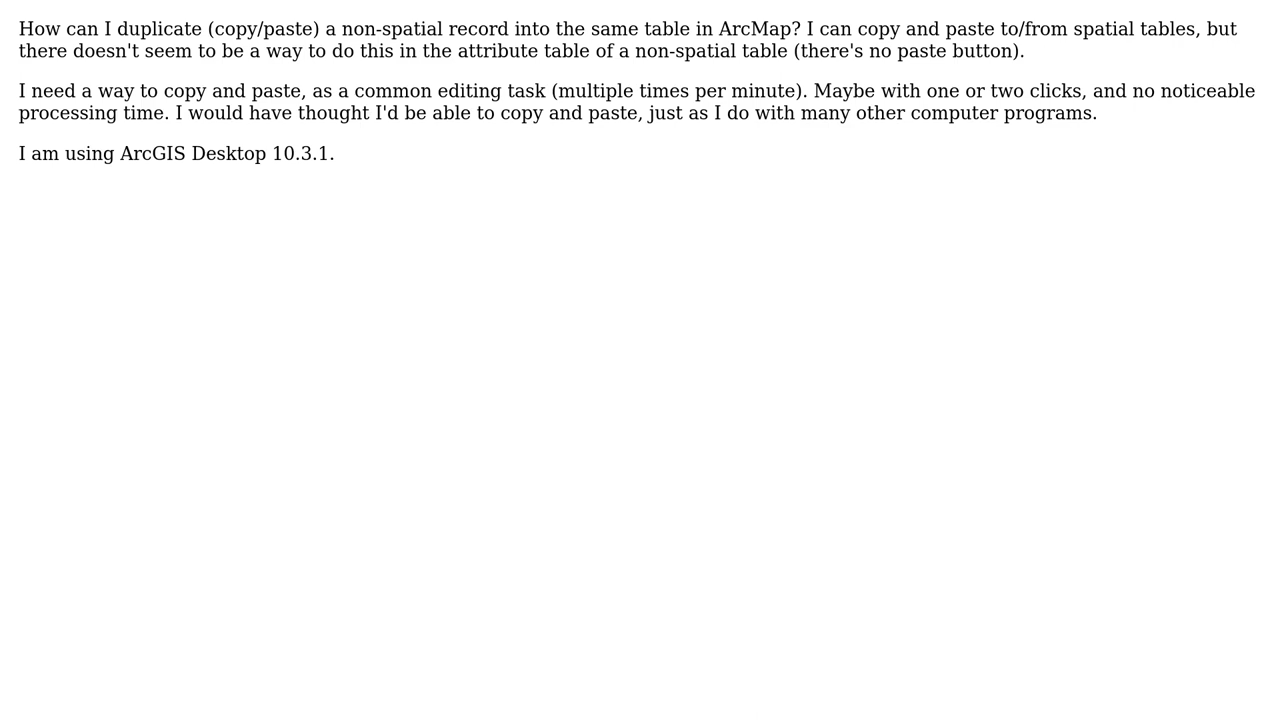 How can I duplicate (copy/paste) a non-spatial record into the same table in ArcMap? I can copy and paste to/from spatial tables, but
there doesn't seem to be a way to do this in the attribute table of a non-spatial table (there's no paste button).
I need a way to copy and paste, as a common editing task (multiple times per minute). Maybe with one or two clicks, and no noticeable
processing time. I would have thought I'd be able to copy and paste, just as I do with many other computer programs.
I am using ArcGIS Desktop 10.3.1.